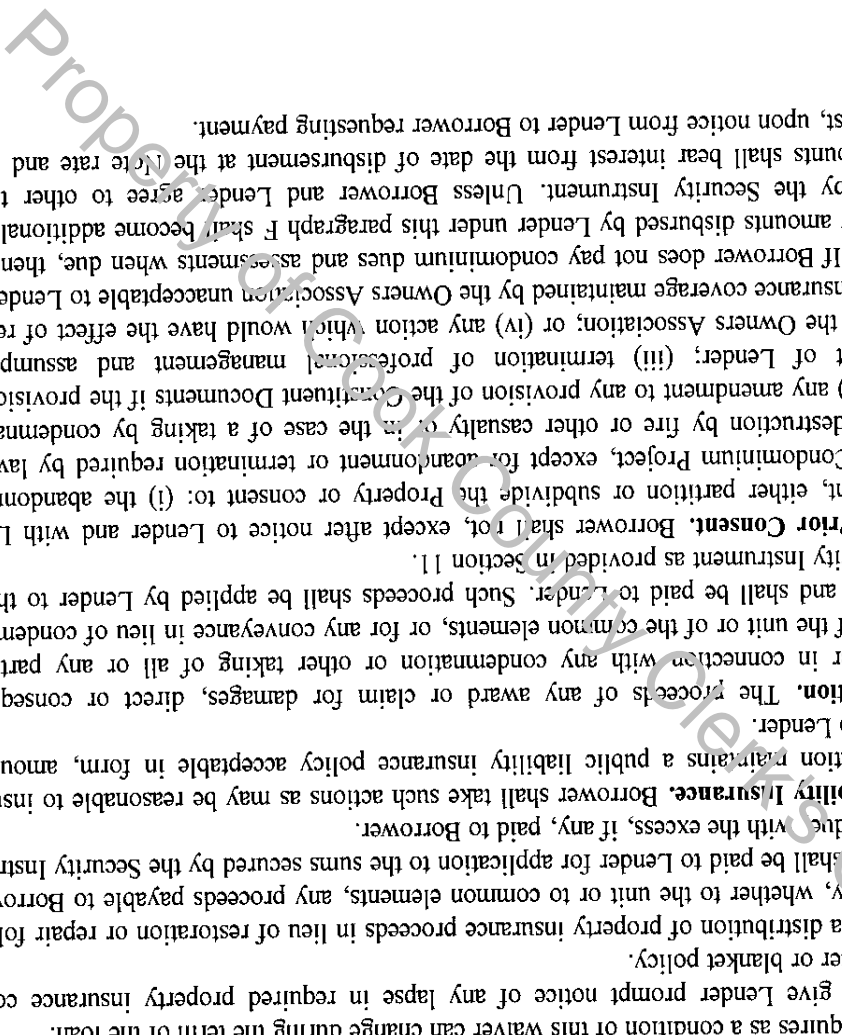 quires as a condition of this waiver can change during the term of the loan.
give Lender prompt notice of any lapse in required property insurance co
er or blanket policy.
a distribution of property insurance proceeds in lieu of restoration or repair fol
y, whether to the unit or to common elements, any proceeds payable to Borrov
shall be paid to Lender for application to the sums secured by the Security Instr
due, with the excess, if any, paid to Borrower.
bility Insurance. Borrower shall take such actions as may be reasonable to insu
tion maintains a public liability insurance policy acceptable in form, amou
o Lender.
tion. The proceeds of any award or claim for damages, direct or conseq
r in connection with any condemnation or other taking of all or any part
f the unit or of the common elements, or for any conveyance in lieu of condem
and shall be paid to Lender. Such proceeds shall be applied by Lender to th
ity Instrument as provided in Section 11.
Prior Consent. Borrower shall not, except after notice to Lender and with L
nt, either partition or subdivide the Property or consent to: (i) the abandonm
Condominium Project, except for abandonment or termination required by lav
destruction by fire or other casualty or in the case of a taking by condemna
) any amendment to any provision of the Constituent Documents if the provisio
t of Lender; (iii) termination of professional management and assump
the Owners Association; or (iv) any action which would have the effect of re
nsurance coverage maintained by the Owners Association unacceptable to Lende
If Borrower does not pay condominium dues and assessments when due, then
amounts disbursed by Lender under this paragraph F shall become additional
by the Security Instrument. Unless Borrower and Lender agree to other t
ounts shall bear interest from the date of disbursement at the Note rate and
st, upon notice from Lender to Borrower requesting payment.
Property of Cook County Clerk's